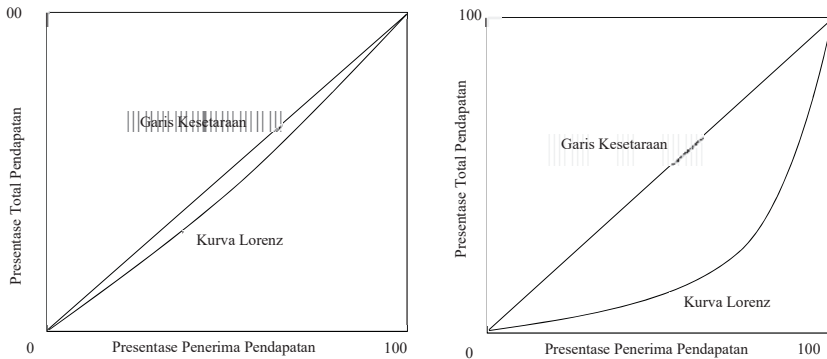 00
Presentase Total Pendapatan
Garis Kesetaraan
Kurva Lorenz
0
Presentase Penerima Pendapatan
100
100
Presentase Total Pendapatan
Garis Kesetaraan
Kurva Lorenz
0
Presentase Penerima Pendapatan
100